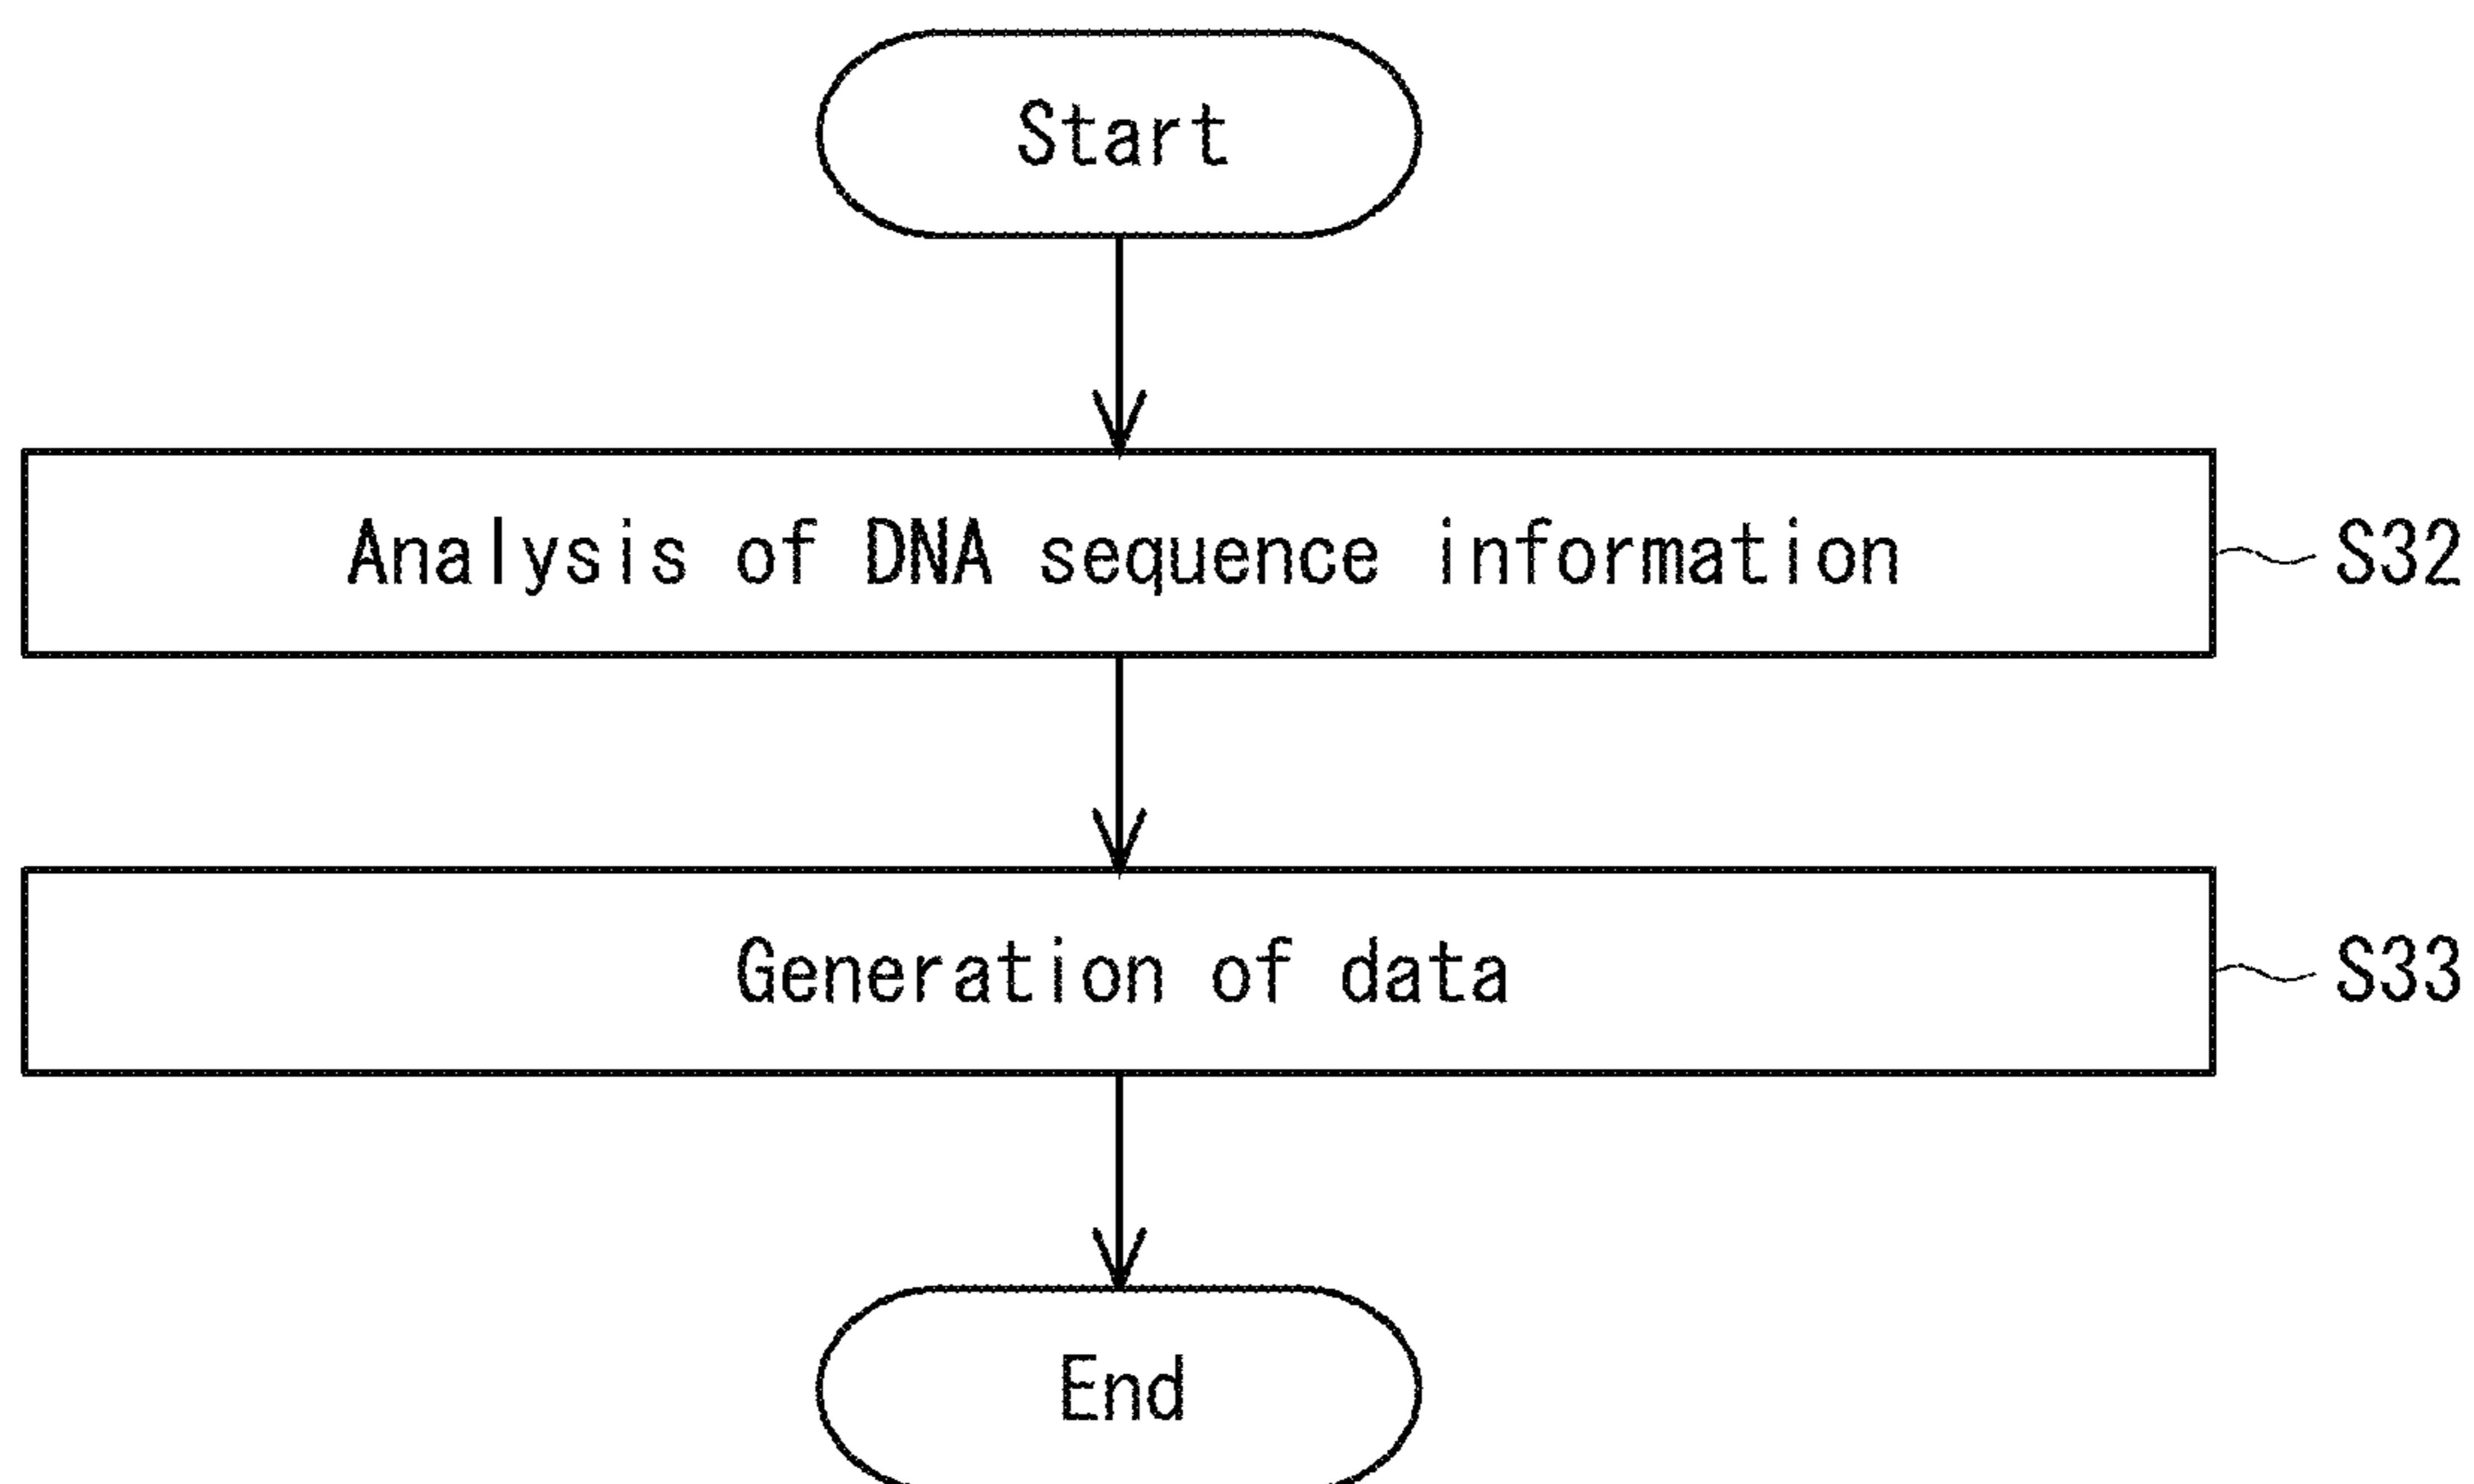 Start
Analysis of DNA sequence information
S32
Generation of data
S33
End